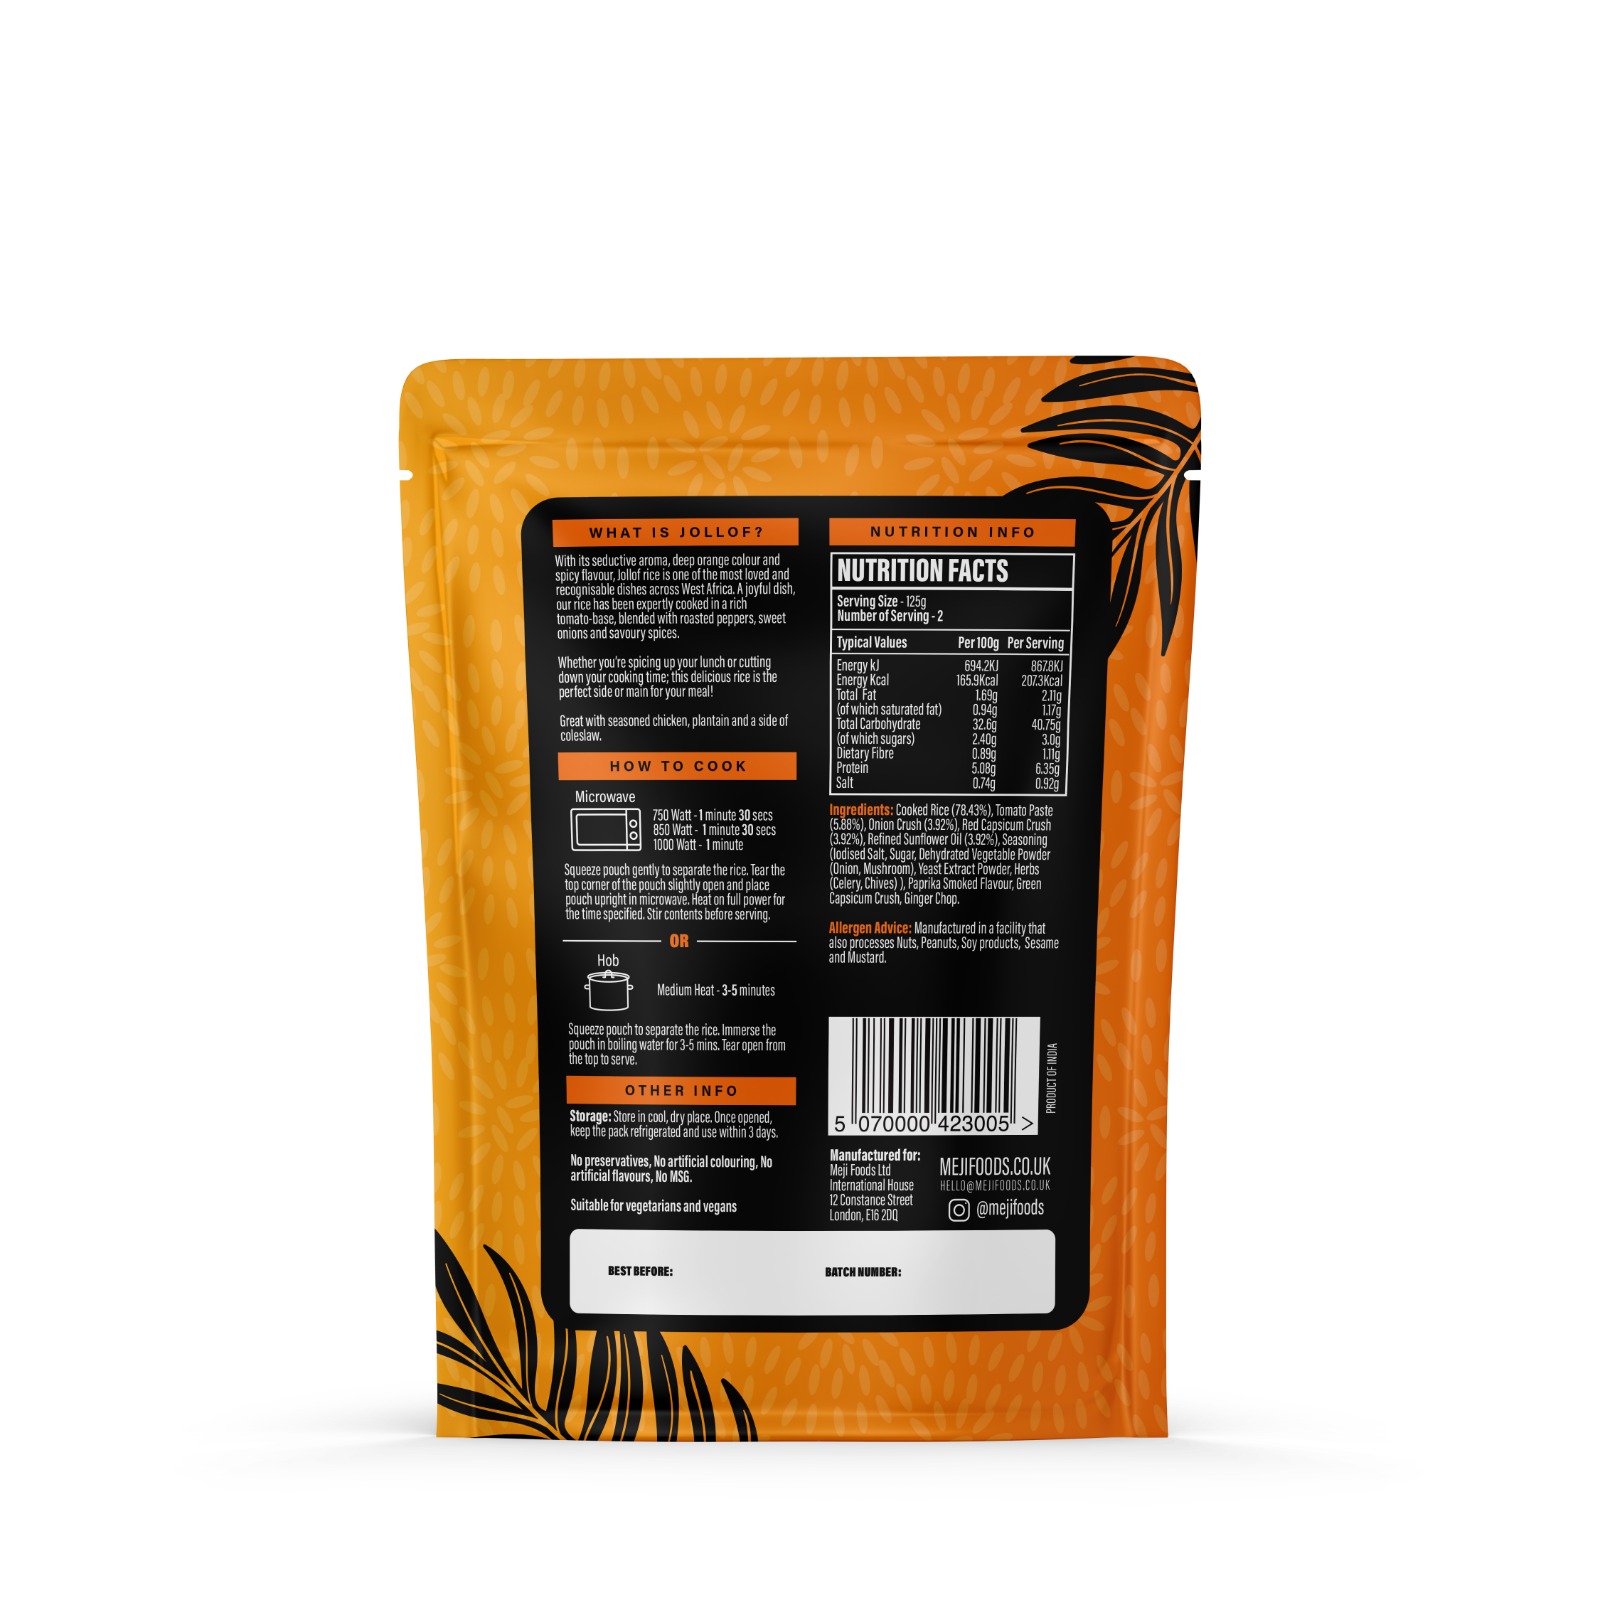 WHAT IS JOLLOF?
With its seductive aroma, deep orange colour and
spicy flavour, Jollof rice is one of the most loved and
recognisable dishes across West Africa. A joyful dish,
our rice has been expertly cooked in a rich
tomato-base, blended with roasted peppers, sweet
onions and savoury spices.
Whether you're spicing up your lunch or cutting
down your cooking time; this delicious rice is the
perfect side or main for your meal!
Great with seasoned chicken, plantain and a side of
coleslaw.
HOW TO COOK
Microwave
750 Watt - 1 minute 30 secs
850 Watt - 1 minute 30 secs
1000 Watt - 1 minute
Squeeze pouch gently to separate the rice. Tear the
top corner of the pouch slightly open and place
pouch upright in microwave. Heat on full power for
the time specified. Stir contents before serving.
OR
Hob
Medium Heat - 3-5 minutes
Squeeze pouch to separate the rice. Immerse the
pouch in boiling water for 3-5 mins. Tear open from
the top to serve.
OTHER INFO
Storage: Store in cool, dry place. Once opened,
keep the pack refrigerated and use within 3 days.
No preservatives, No artificial colouring, No
artificial flavours, No MSG.
Suitable for vegetarians and vegans
NUTRITION INFO
NUTRITION FACTS
Serving Size - 125g
Number of Serving - 2
Typical Values Per 100g Per Serving
Energy kJ 694.2KJ 867.8KJ
Energy Kcal 165.9Kcal 207.3Kcal
Total Fat 1.69g 2.11g
(of which saturated fat) 0.94g 1.17g
Total Carbohydrate 32.6g 40.75g
(of which sugars) 2.40g 3.0g
Dietary Fibre 0.89g 1.11g
Protein 5.08g 6.35g
Salt 0.74g 0.92g
Ingredients: Cooked Rice (78.43%), Tomato Paste
(5.88%), Onion Crush (3.92%), Red Capsicum Crush
(3.92%), Refined Sunflower Oil (3.92%), Seasoning
(Iodised Salt, Sugar, Dehydrated Vegetable Powder
(Onion, Mushroom), Yeast Extract Powder, Herbs
(Celery, Chives) ), Paprika Smoked Flavour, Green
Capsicum Crush, Ginger Chop.
Allergen Advice: Manufactured in a facility that
also processes Nuts, Peanuts, Soy products, Sesame
and Mustard.
5 070000 423005 >
PRODUCT OF INDIA
Manufactured for:
Meji Foods Ltd
International House
12 Constance Street
London, E16 2DQ
MEJIFOODS.CO.UK
HELLO@MEJIFOODS.CO.UK
@mejifoods
BEST BEFORE:
BATCH NUMBER: